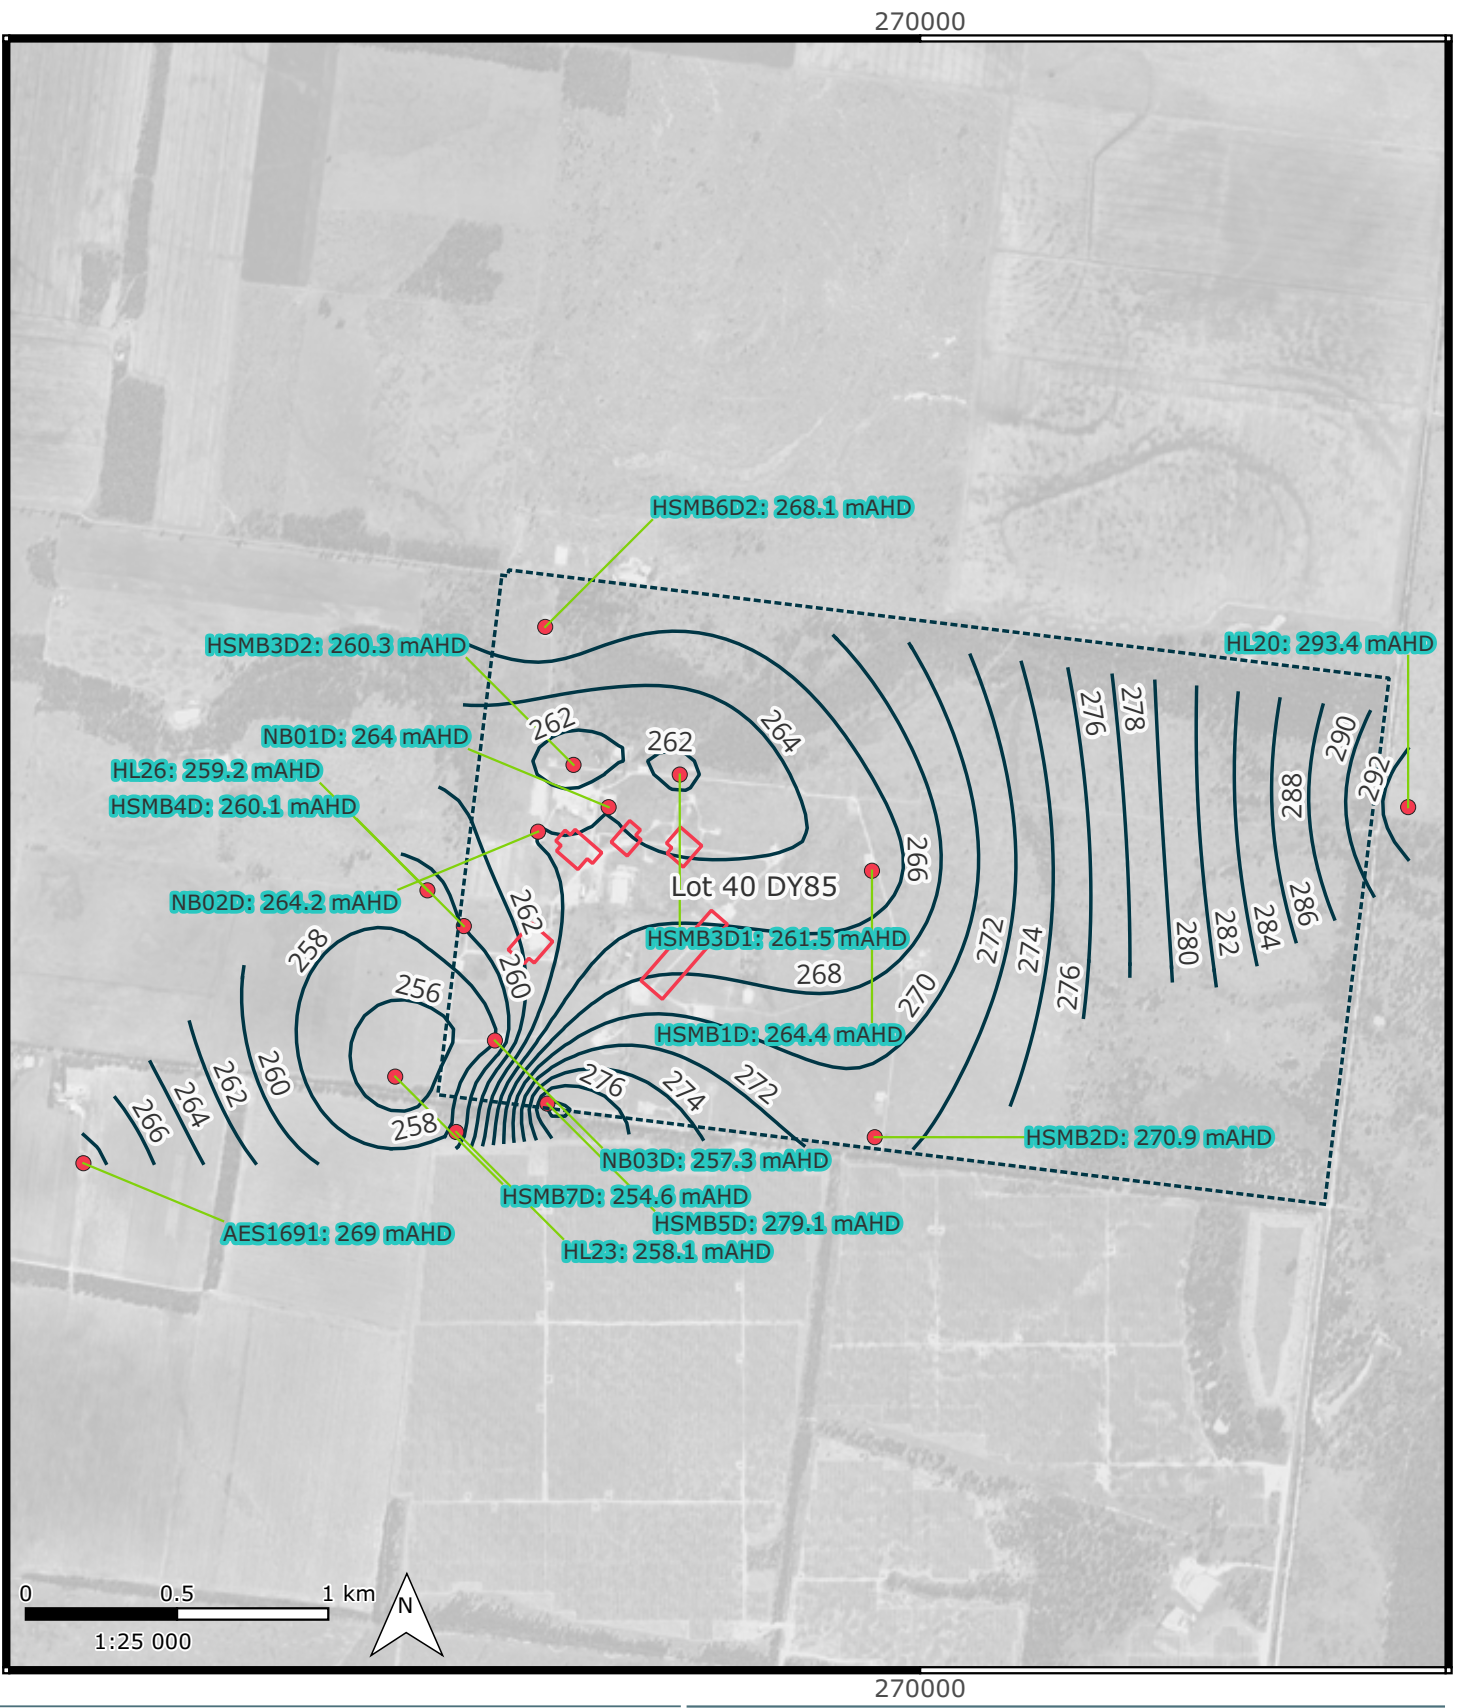 270000
HSMB6D2: 268.1 mAHD
HSMB3D2: 260.3 mAHD
HL20: 293.4 mAHD
276
278
262
264
290
NB01D: 264 mAHD
262
HL26: 259.2 mAHD
292
HSMB4D: 260.1 mAHD
288
266
Lot 40 DY85
NB02D: 264.2 mAHD
262
286
284
282
280
HSMB3D1: 261.5 mAHD
272
274
258
260
268
276
256
270
HSMB1D: 264.4 mAHD
260
262
264
266
276
274
272
258
HSMB2D: 270.9 mAHD
NB03D: 257.3 mAHD
HSMB7D: 254.6 mAHD
HSMB5D: 279.1 mAHD
AES1691: 269 mAHD
HL23: 258.1 mAHD
0 0.5 1 km
N
1:25 000
270000